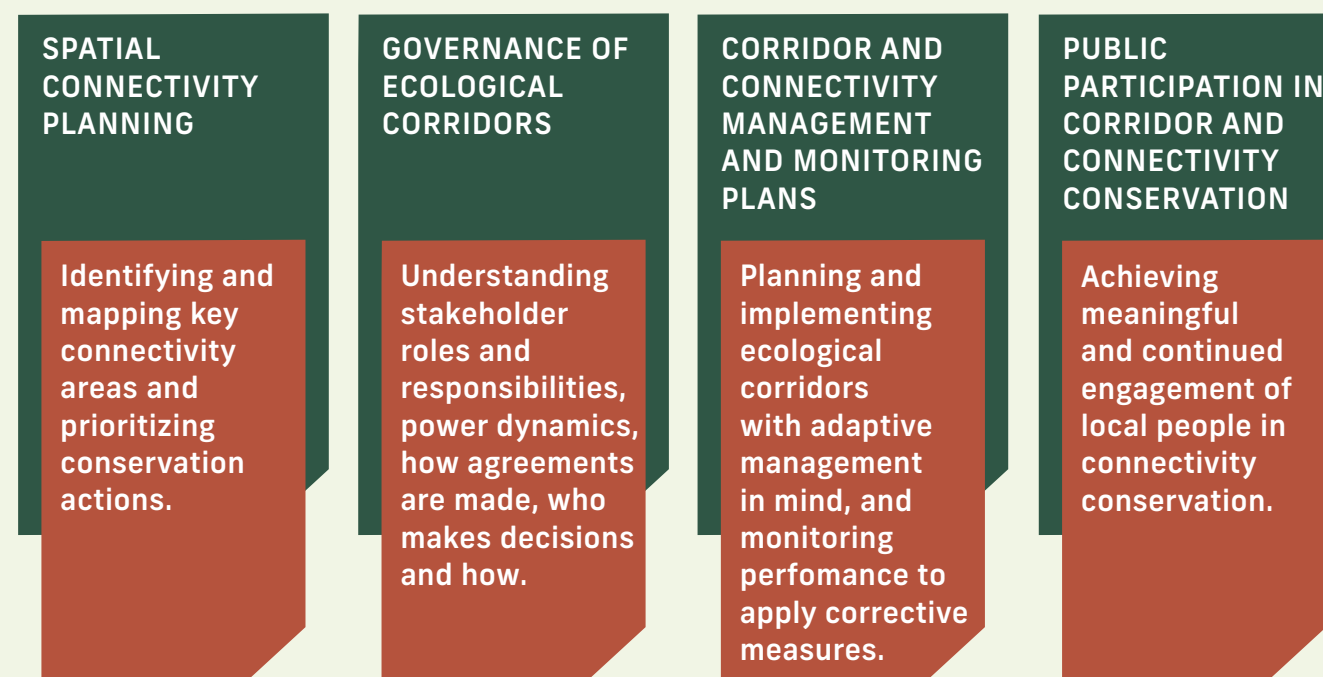 SPATIAL
CONNECTIVITY
PLANNING
Identifying and
mapping key
connectivity
areas and
prioritizing
conservation
actions.
GOVERNANCE OF
ECOLOGICAL
CORRIDORS
Understanding
stakeholder
roles and
responsibilities,
power dynamics,
how agreements
are made, who
makes decisions
and how.
CORRIDOR AND
CONNECTIVITY
MANAGEMENT
AND MONITORING
PLANS
Planning and
implementing
ecological
corridors
with adaptive
management
in mind, and
monitoring
perfomance to
apply corrective
measures.
PUBLIC
PARTICIPATION IN
CORRIDOR AND
CONNECTIVITY
CONSERVATION
Achieving
meaningful
and continued
engagement of
local people in
connectivity
conservation.